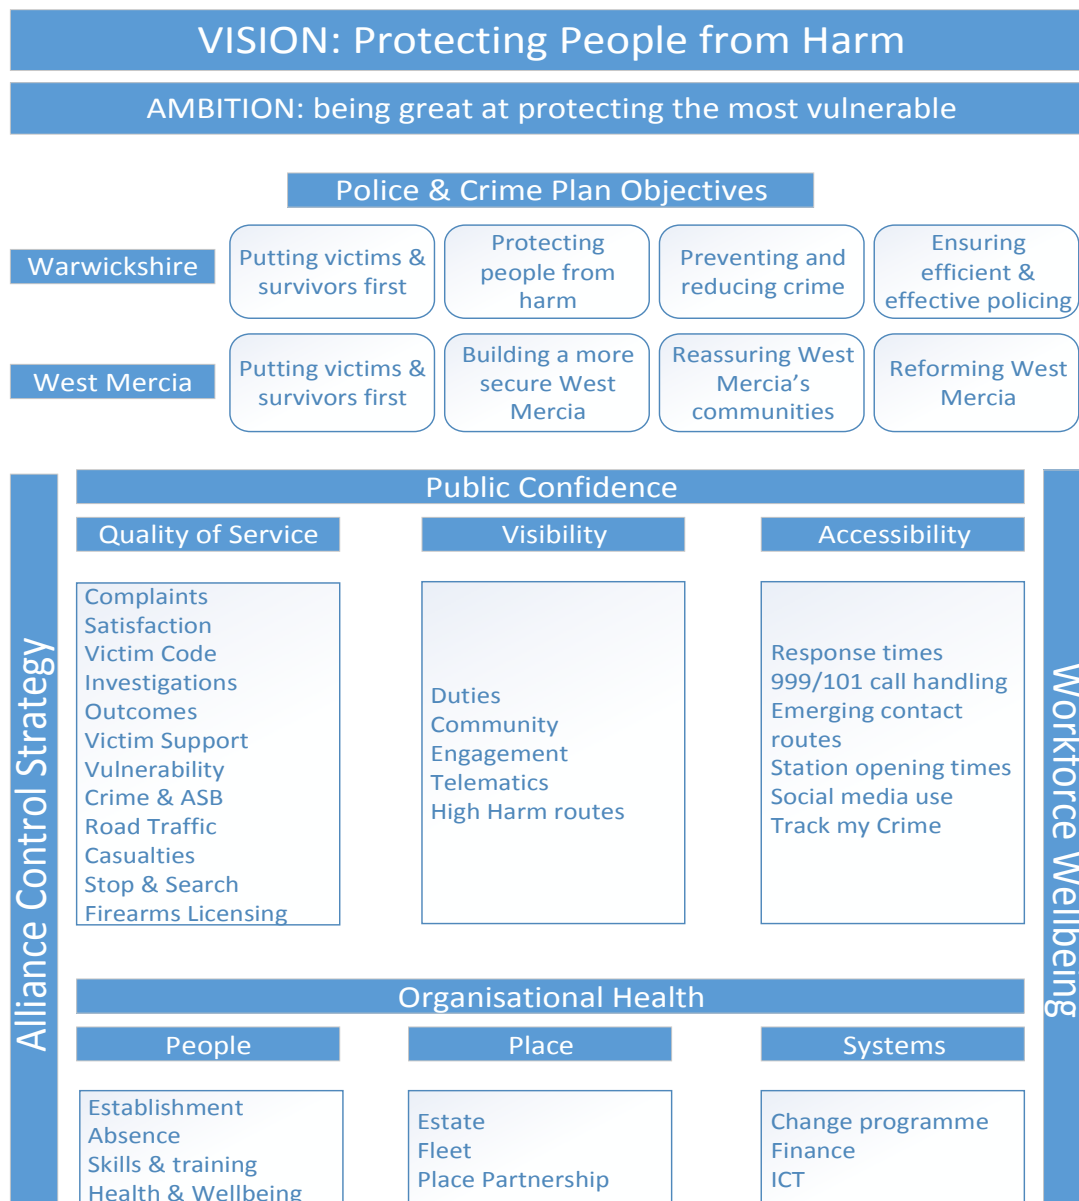 VISION: Protecting People from Harm
AMBITION: being great at protecting the most vulnerable
Police & Crime Plan Objectives
Warwickshire
Putting victims &
survivors first
Protecting
people from
harm
Preventing and
reducing crime
Ensuring
efficient &
effective policing
West Mercia
Putting victims &
survivors first
Building a more
secure West
Mercia
Reassuring West
Mercia’s
communities
Reforming West
Mercia
Alliance Control Strategy
Public Confidence
Quality of Service
Complaints
Satisfaction
Victim Code
Investigations
Outcomes
Victim Support
Vulnerability
Crime & ASB
Road Traffic
Casualties
Stop & Search
Firearms Licensing
Visibility
Duties
Community
Engagement
Telematics
High Harm routes
Accessibility
Response times
999/101 call handling
Emerging contact
routes
Station opening times
Social media use
Track my Crime
Organisational Health
People
Establishment
Absence
Skills & training
Health & Wellbeing
Place
Estate
Fleet
Place Partnership
Systems
Change programme
Finance
ICT
Workforce Wellbeing